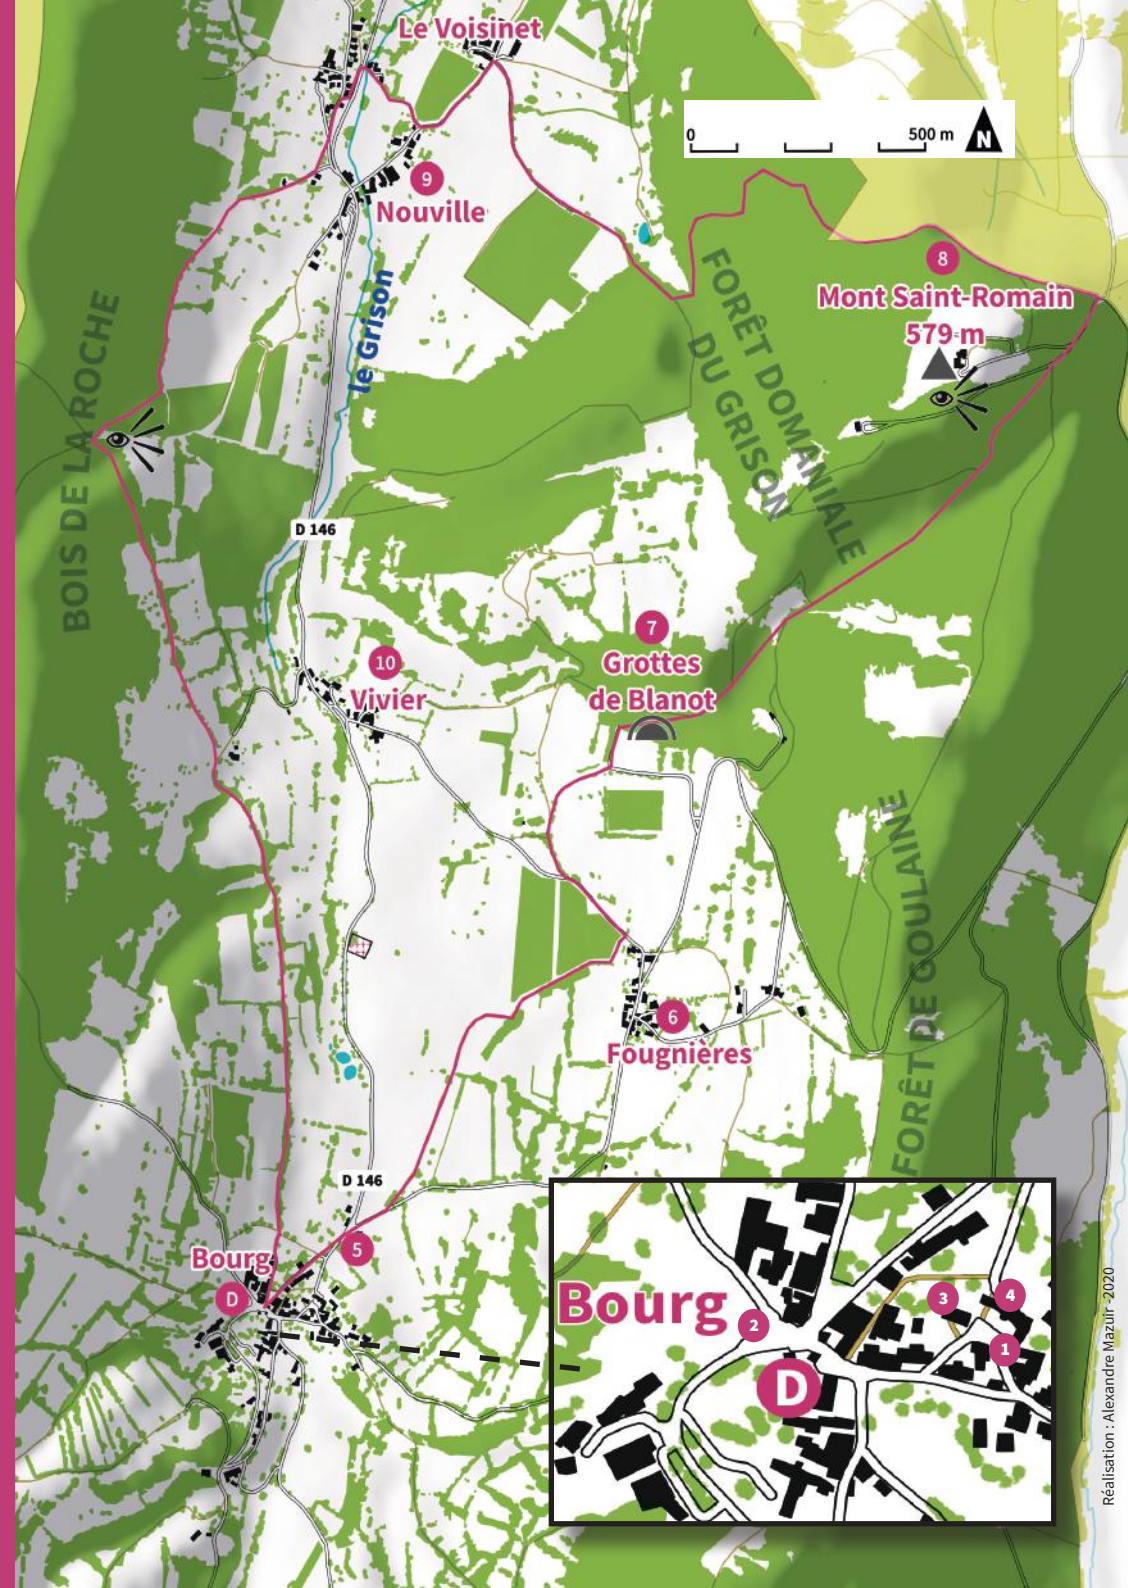 Le Voisinet
0
500 m
N
9
Nouville
8
Mont Saint-Romain
579 m
le Grison
FORÊT DOMANIALE
DU GRISON
BOIS DE LA ROCHE
D 146
7
Grottes
de Blanot
10
Vivier
FORÊT DE GOULAINE
6
Fougnières
D 146
5
Bourg
D
Bourg
2
3
4
1
D
Réalisation : Alexandre Mazuir -2020